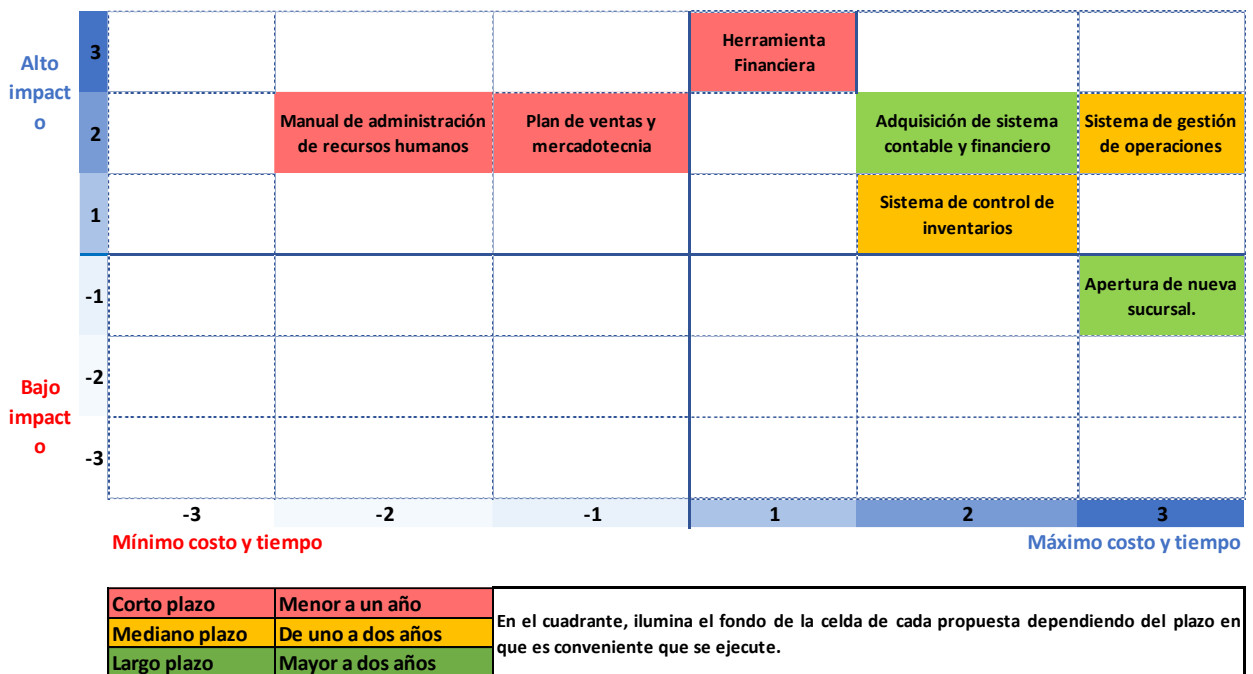 Alto
impact
o
3
Herramienta
Financiera
2
Manual de administración
de recursos humanos
Plan de ventas y
mercadotecnia
Adquisición de sistema
contable y financiero
Sistema de gestión
de operaciones
1
Sistema de control de
inventarios
-1
Apertura de nueva
sucursal.
-2
Bajo
impact
o
-3
-3 -2 -1 1 2 3
Mínimo costo y tiempo Máximo costo y tiempo
Corto plazo Menor a un año
Mediano plazo De uno a dos años
Largo plazo Mayor a dos años
En el cuadrante, ilumina el fondo de la celda de cada propuesta dependiendo del plazo en
que es conveniente que se ejecute.